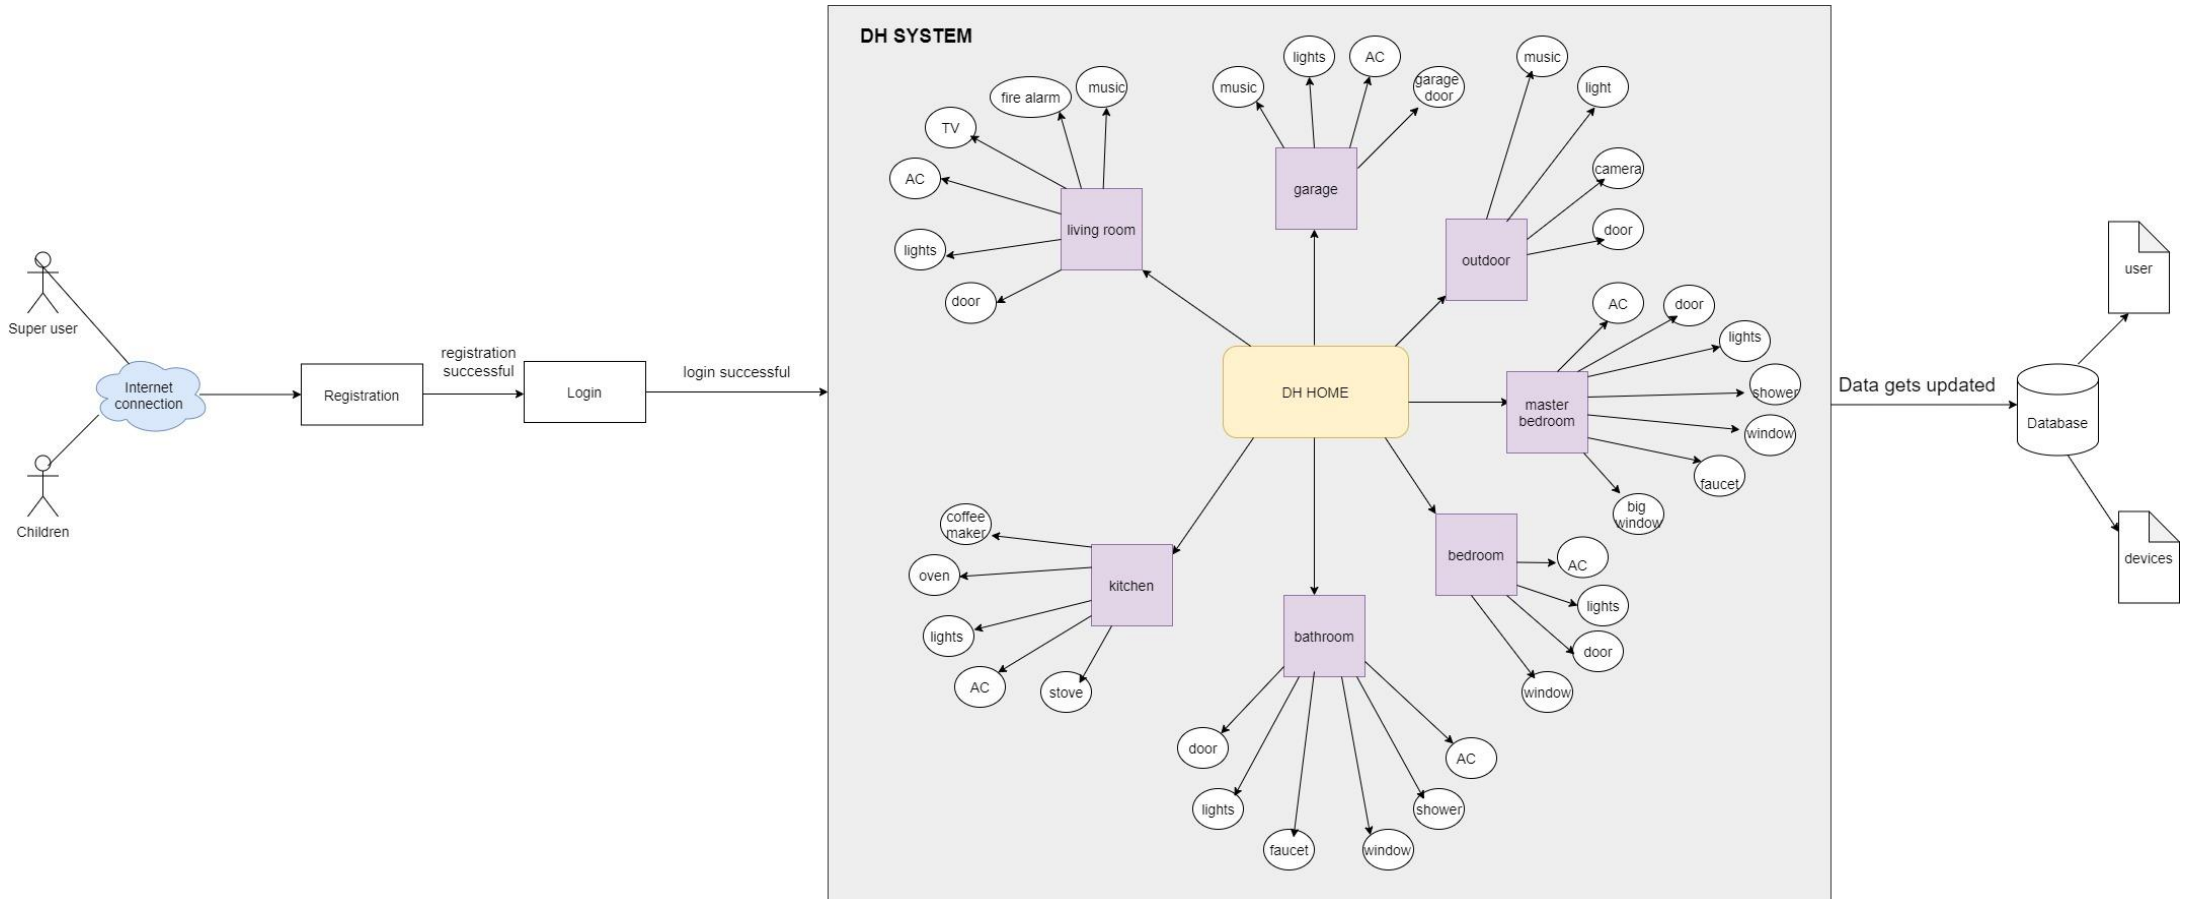 DH SYSTEM
Super user
Children
Internet
connection
Registration
registration
successful
Login
login successful
living room
fire alarm
music
TV
AC
lights
door
garage
music
lights
AC
garage
door
outdoor
music
light
camera
door
DH HOME
master
bedroom
AC
door
lights
shower
window
faucet
big
window
bedroom
AC
lights
door
window
bathroom
door
lights
faucet
window
shower
AC
kitchen
coffee
maker
oven
lights
AC
stove
Data gets updated
Database
user
devices